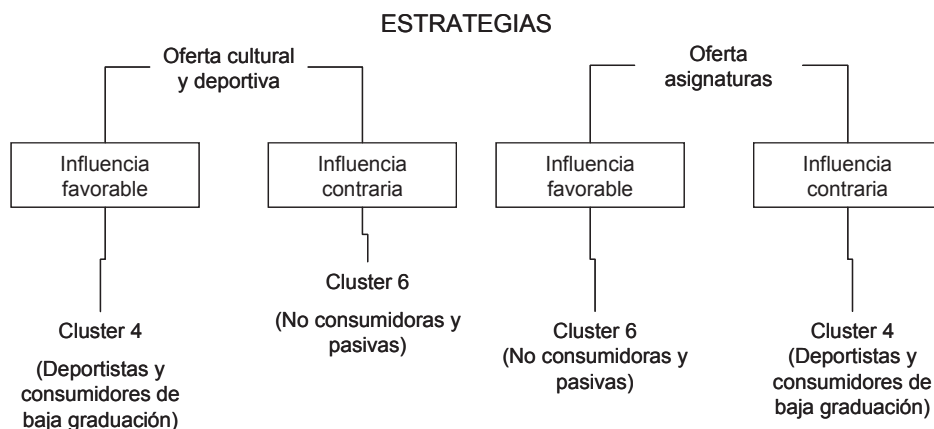 ESTRATEGIAS
Oferta cultural
y deportiva
Oferta
asignaturas
Influencia
favorable
Influencia
contraria
Influencia
favorable
Influencia
contraria
Cluster 4
(Deportistas y
consumidores de
baja graduación)
Cluster 6
(No consumidoras y
pasivas)
Cluster 6
(No consumidoras y
pasivas)
Cluster 4
(Deportistas y
consumidores de
baja graduación)